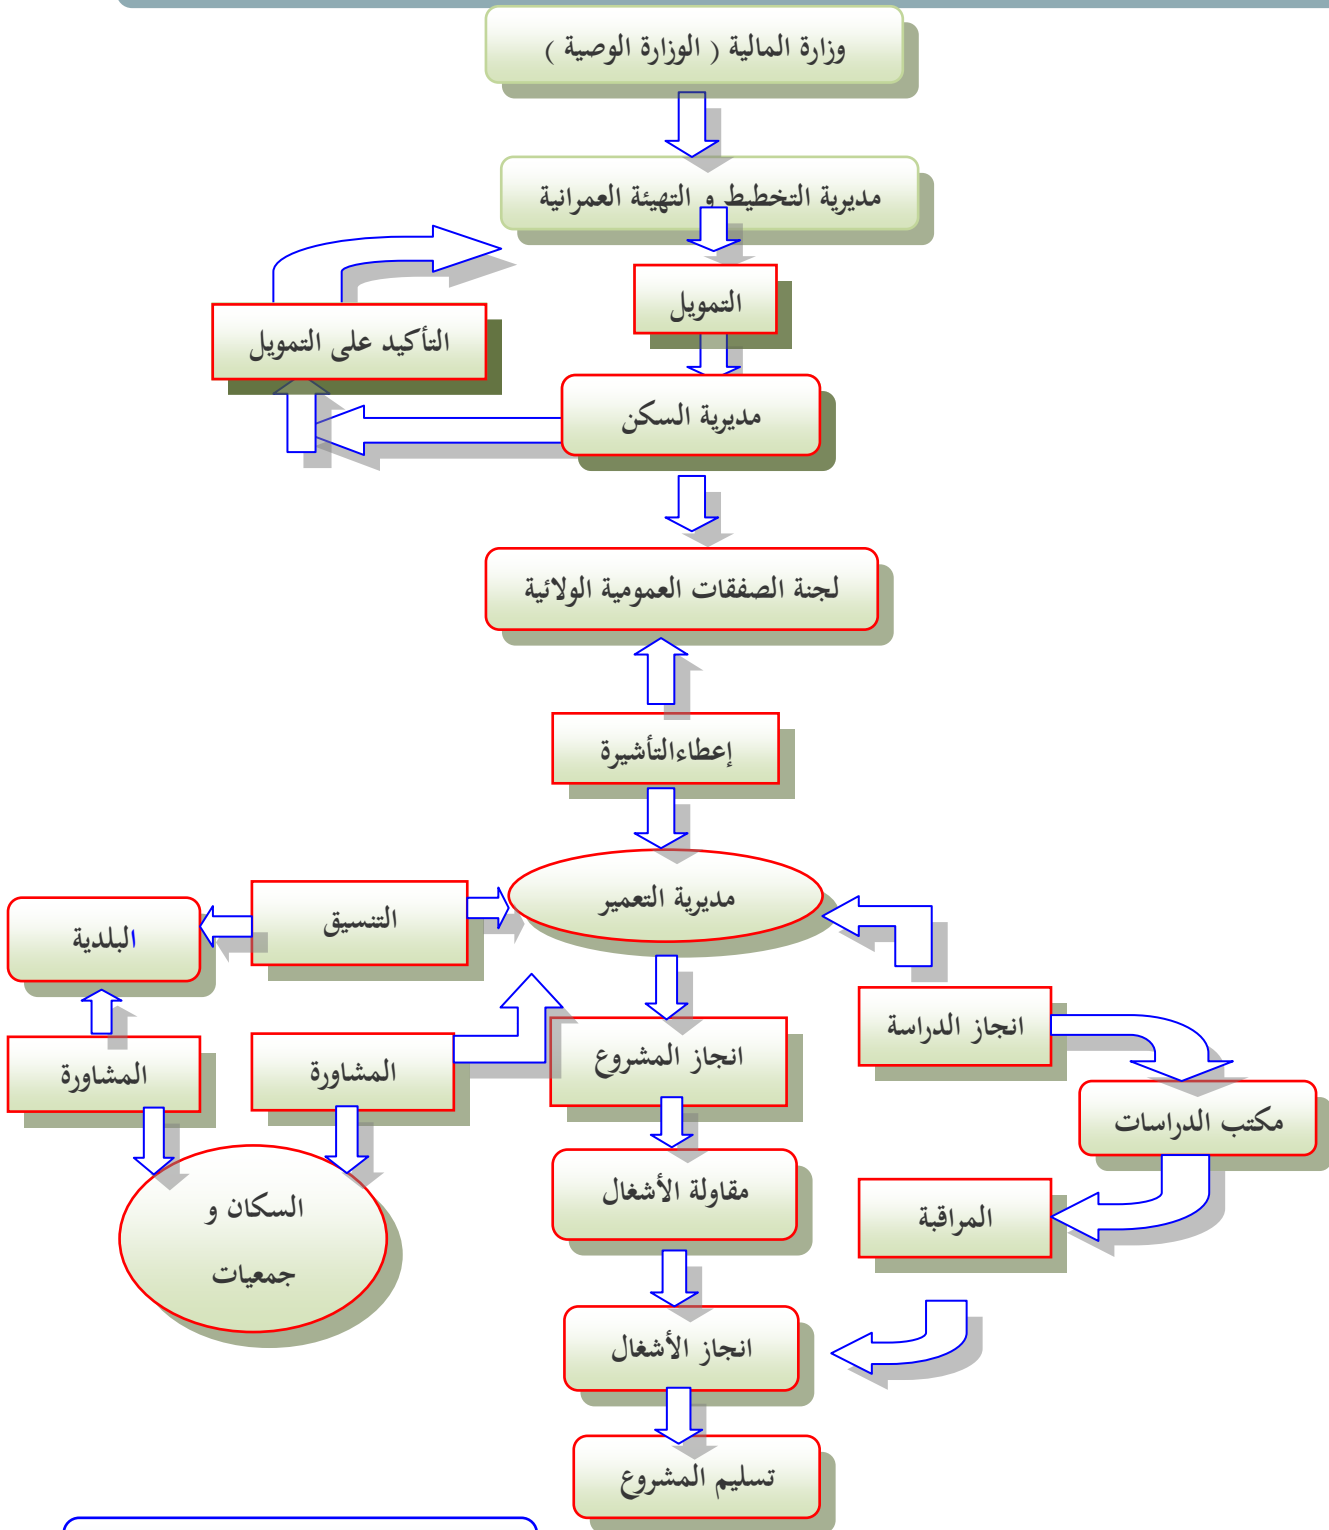 وزارة المالية ( الوزارة الوصية )
مديرية التخطيط و التهيئة العمرانية
التمويل
التأكيد على التمويل
مديرية السكن
لجنة الصفقات العمومية الولائية
إعطاءالتأشيرة
مديرية التعمير
التنسيق
البلدية
انجاز الدراسة
انجاز المشروع
المشاورة
المشاورة
مكتب الدراسات
مقاولة الأشغال
المراقبة
السكان و
جمعيات
انجاز الأشغال
تسليم المشروع